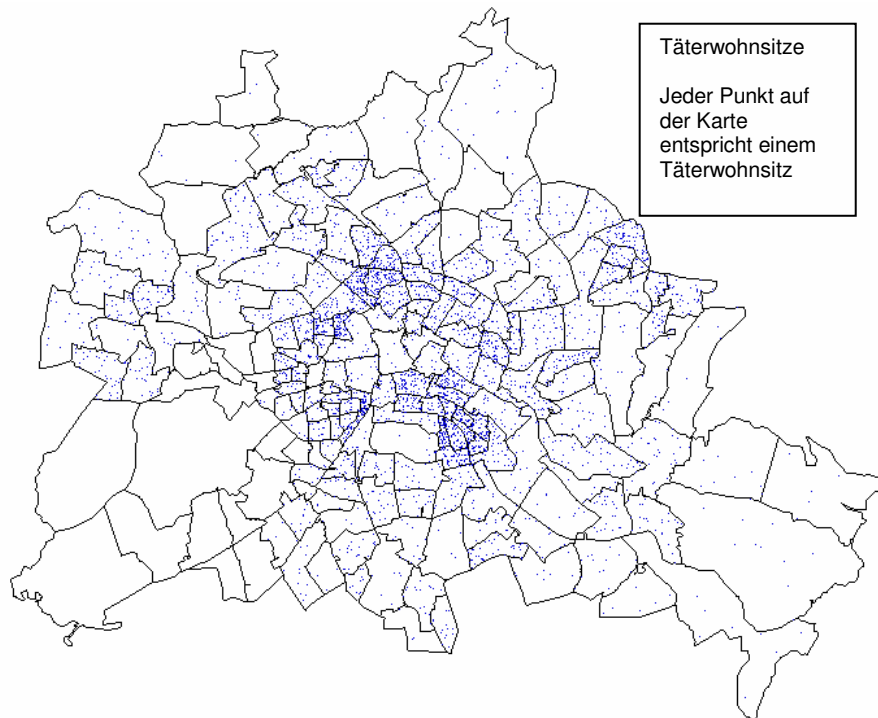 Täterwohnsitze
Jeder Punkt auf
der Karte
entspricht einem
Täterwohnsitz